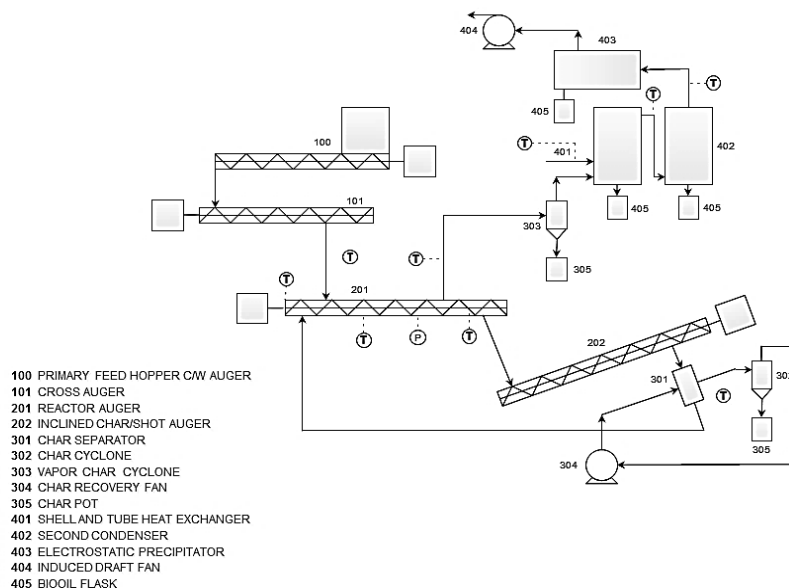 404
403
T
405
T
T
401
402
100
405
405
303
101
T
T
305
T
201
T
P
T
202
301
302
T
304
305
100 PRIMARY FEED HOPPER C/W AUGER
101 CROSS AUGER
201 REACTOR AUGER
202 INCLINED CHAR/SHOT AUGER
301 CHAR SEPARATOR
302 CHAR CYCLONE
303 VAPOR CHAR CYCLONE
304 CHAR RECOVERY FAN
305 CHAR POT
401 SHELL AND TUBE HEAT EXCHANGER
402 SECOND CONDENSER
403 ELECTROSTATIC PRECIPITATOR
404 INDUCED DRAFT FAN
405 BIOOIL FLASK